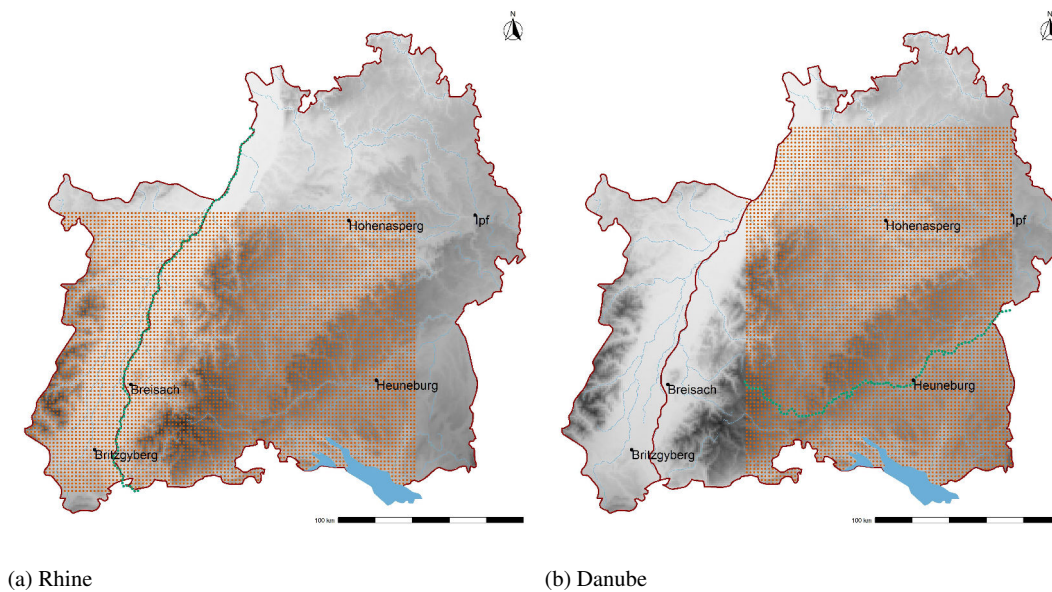 N
N
Hohenasperg
Ipf
Hohenasperg
Ipf
Breisach
Heuneburg
Breisach
Heuneburg
Britzgyberg
Britzgyberg
100 km
100 km
(a) Rhine
(b) Danube